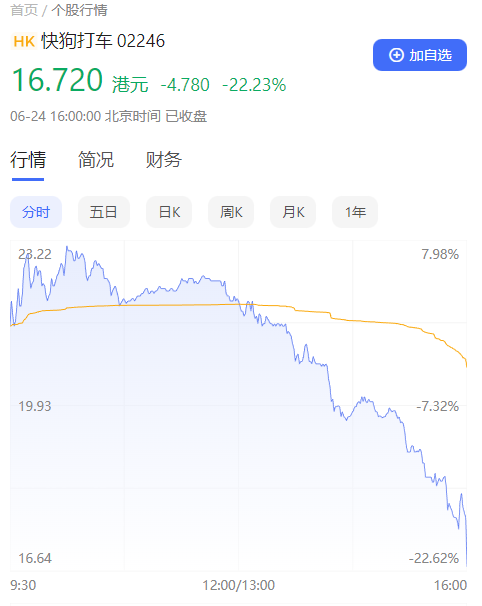 首页 / 个股行情
HK 快狗打车 02246
加自选
16.720 港元 -4.780 -22.23%
06-24 16:00:00 北京时间 已收盘
行情 简况 财务
分时 五日 日K 周K 月K 1年
23.22 7.98%
19.93 -7.32%
16.64 -22.62%
9:30 12:00/13:00 16:00